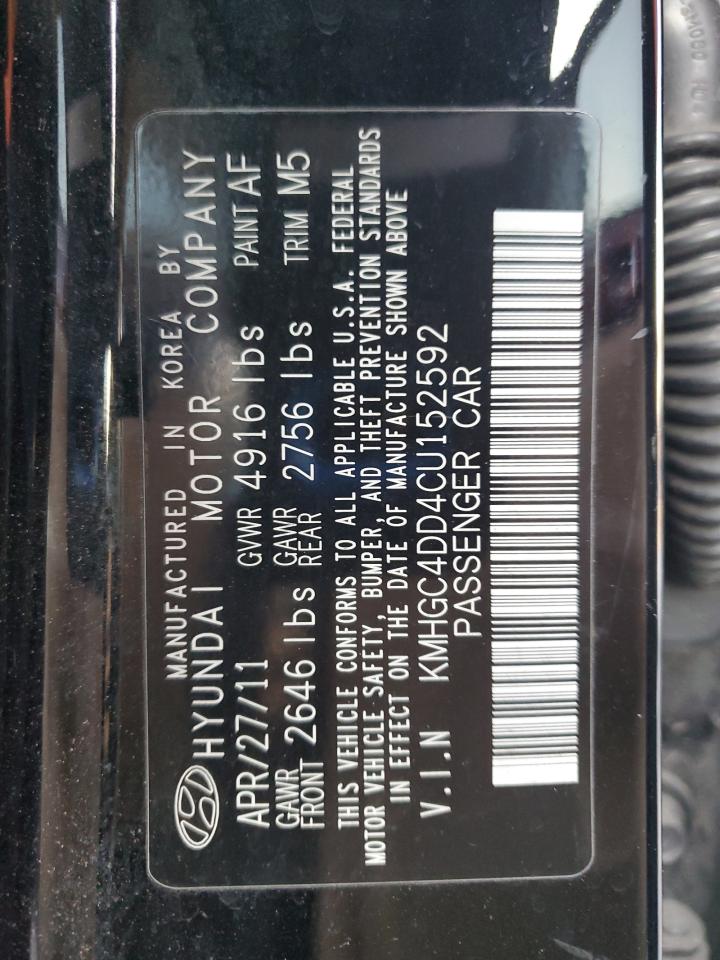 MANUFACTURED IN KOREA BY
HYUNDAI MOTOR COMPANY
APR/27/11 GVWR 4916 lbs PAINT AF
GAWR FRONT 2646 lbs GAWR REAR 2756 lbs TRIM M5
THIS VEHICLE CONFORMS TO ALL APPLICABLE U.S.A. FEDERAL
MOTOR VEHICLE SAFETY, BUMPER, AND THEFT PREVENTION STANDARDS
IN EFFECT ON THE DATE OF MANUFACTURE SHOWN ABOVE
V.I.N KMHGC4DD4CU152592
PASSENGER CAR